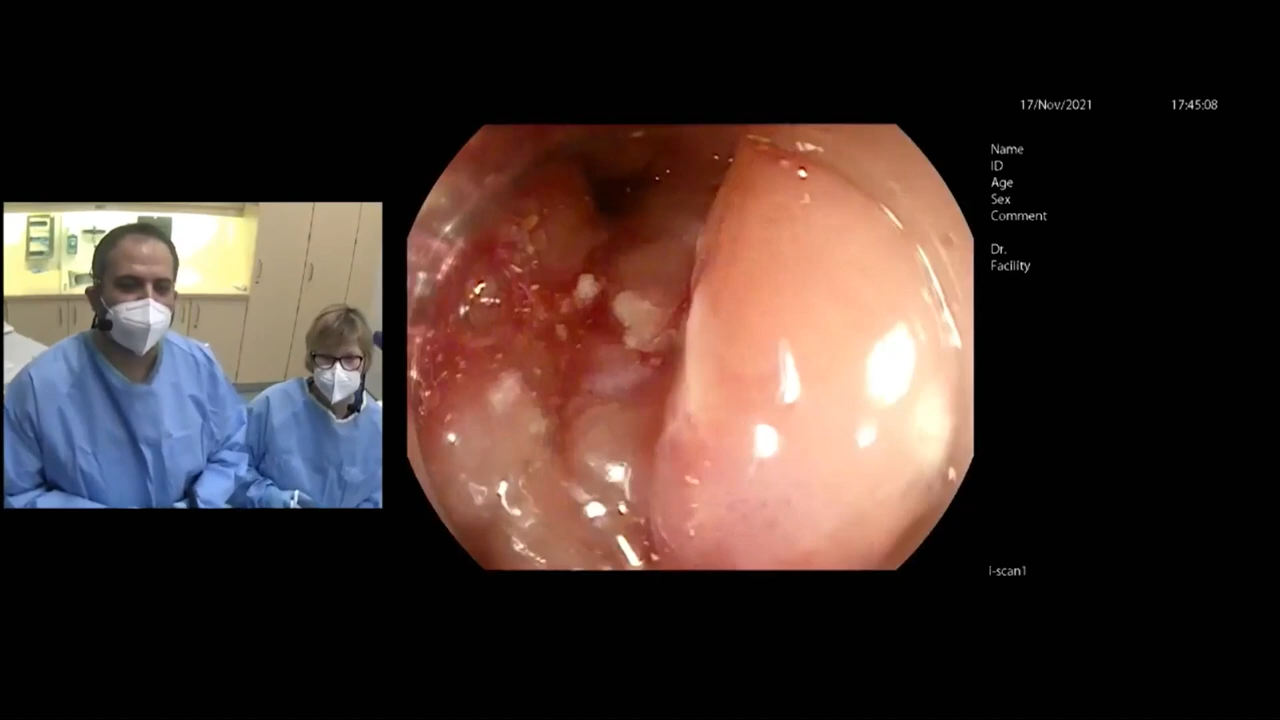 17/Nov/2021 17:45:08
Name
ID
Age
Sex
Comment
Dr.
Facility
i-scan1